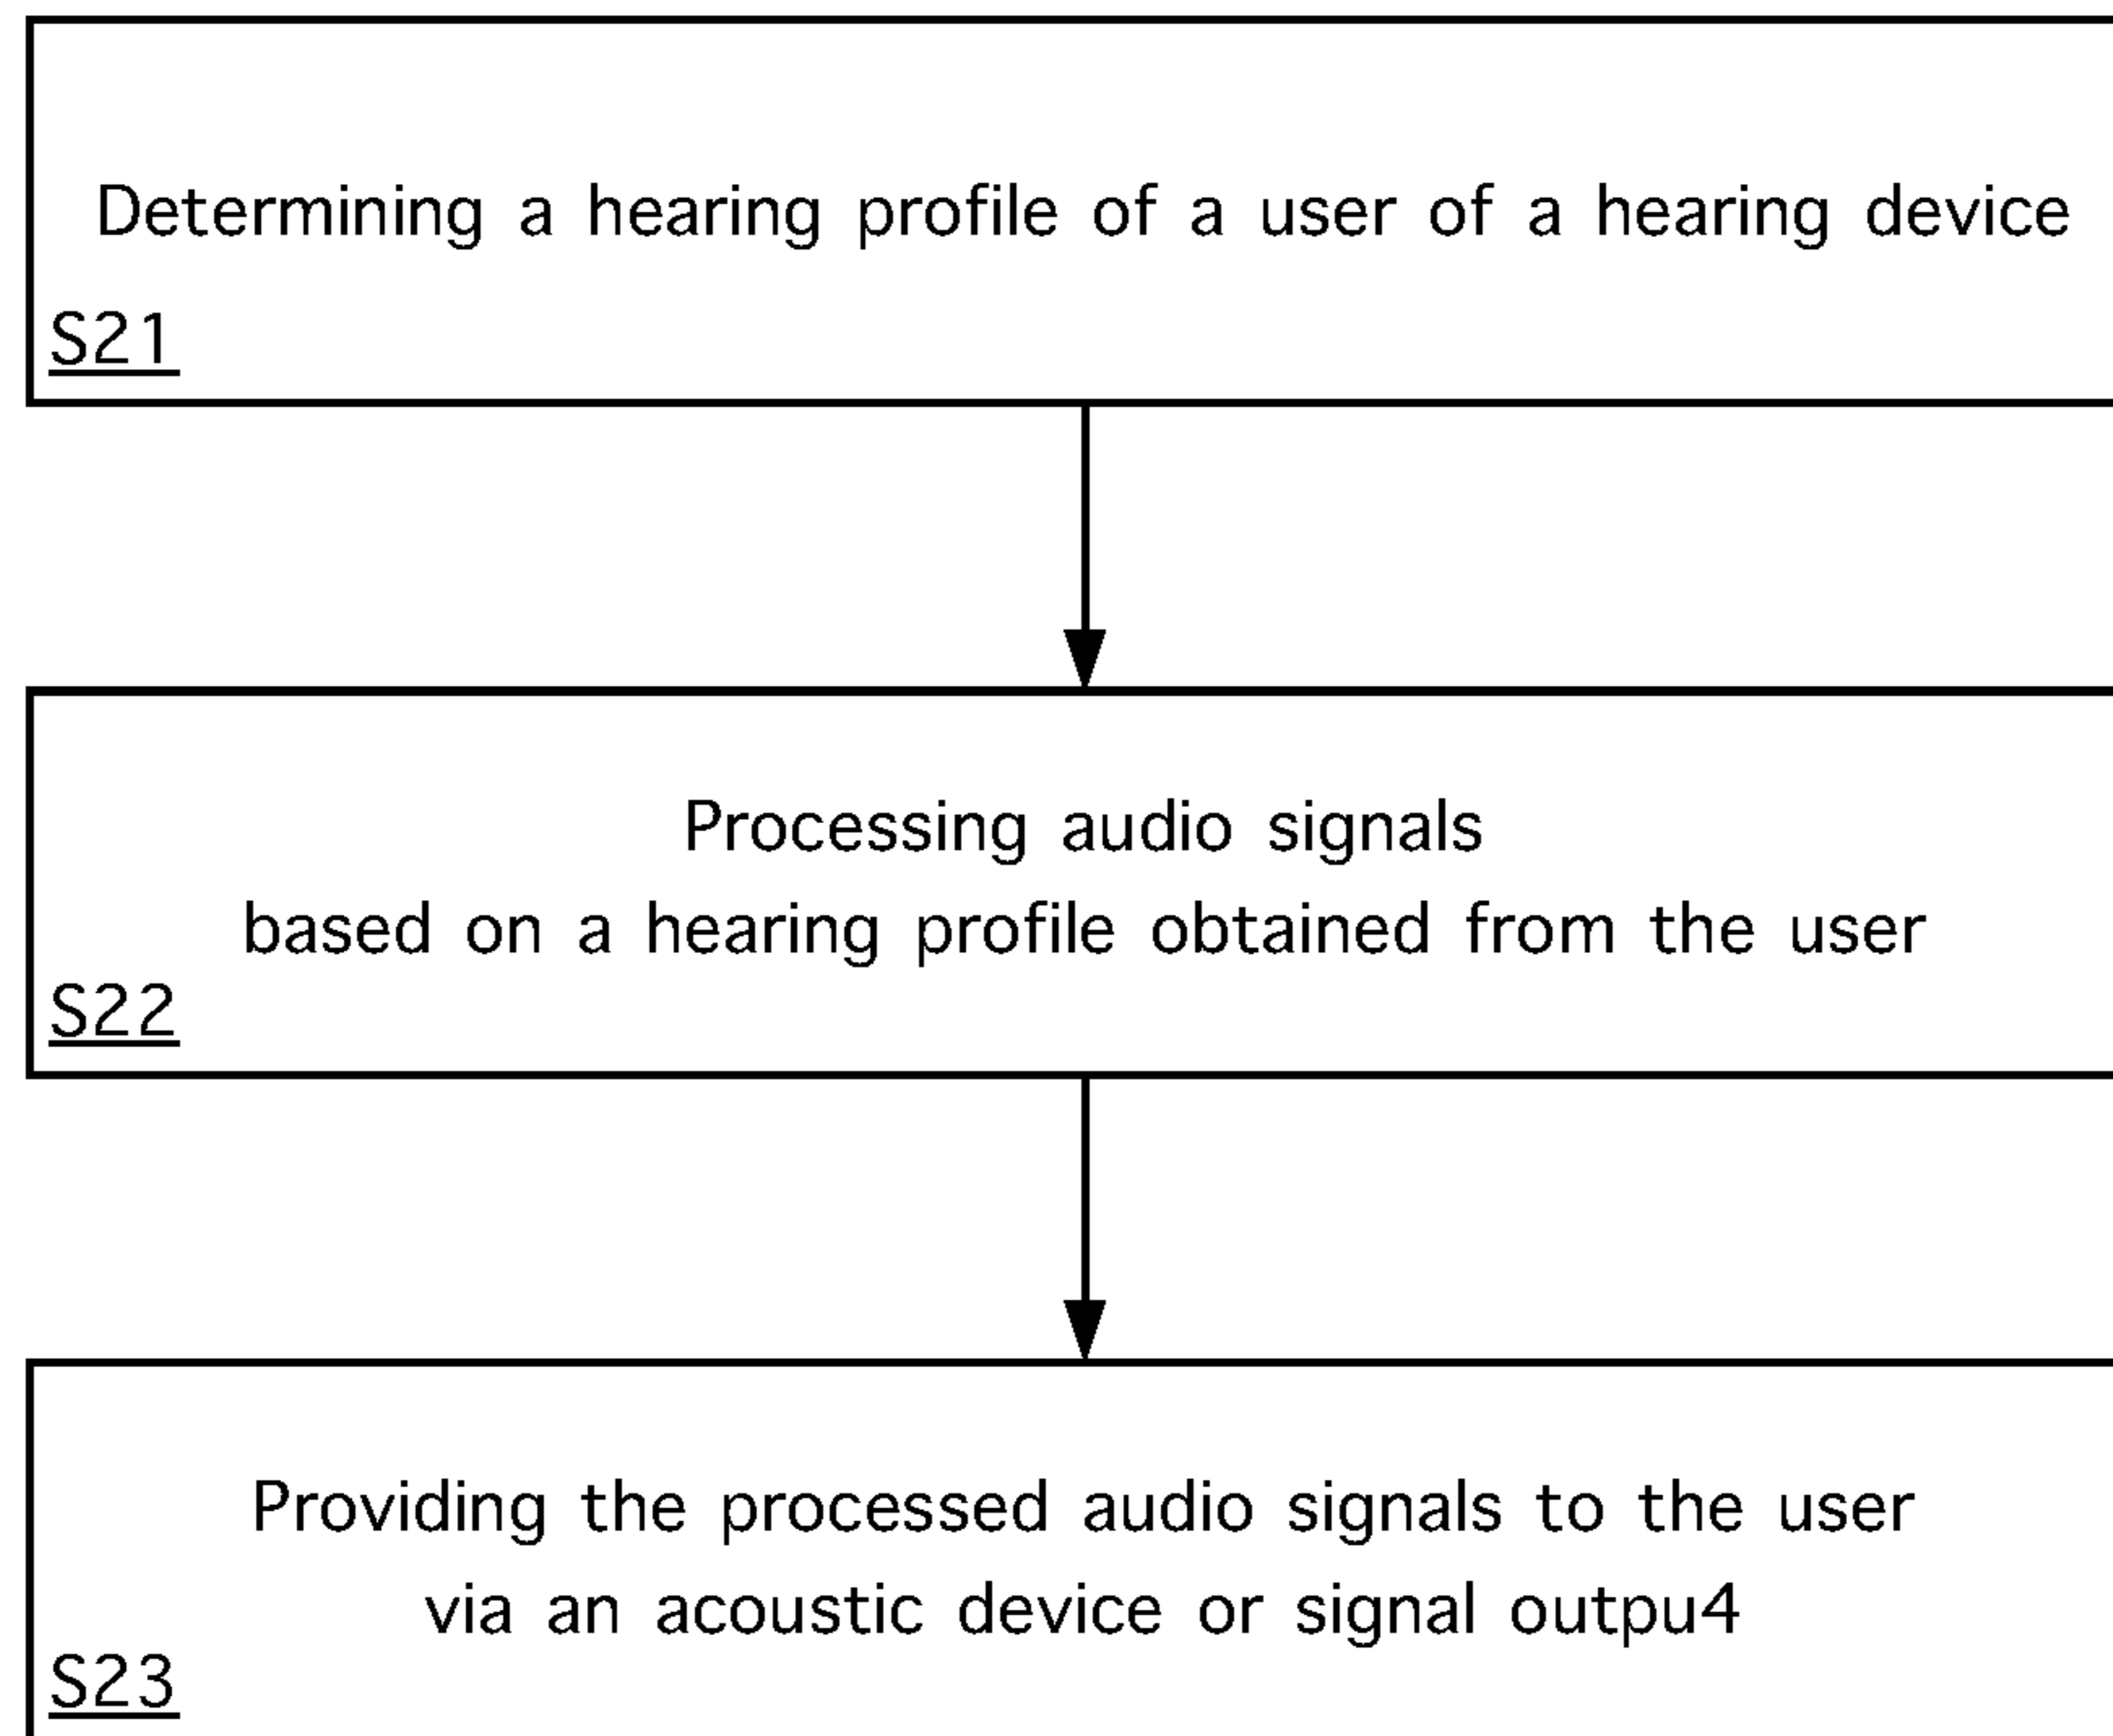 Determining a hearing profile of a user of a hearing device
S21
Processing audio signals
based on a hearing profile obtained from the user
S22
Providing the processed audio signals to the user
via an acoustic device or signal outpu4
S23